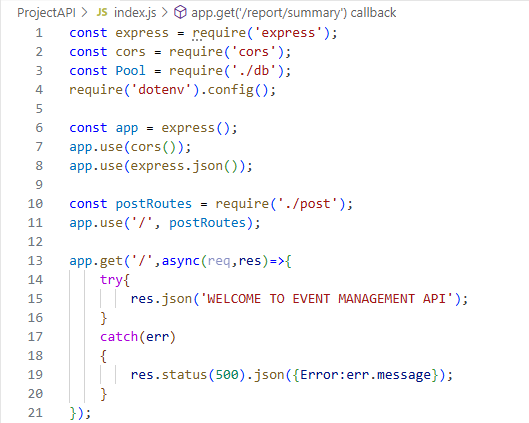 ProjectAPI > JS index.js > app.get('/report/summary') callback
1 const express = require('express');
2 const cors = require('cors');
3 const Pool = require('./db');
4 require('dotenv').config();
5
6 const app = express();
7 app.use(cors());
8 app.use(express.json());
9
10 const postRoutes = require('./post');
11 app.use('/', postRoutes);
12
13 app.get('/',async(req,res)=>{
14 try{
15 res.json('WELCOME TO EVENT MANAGEMENT API');
16 }
17 catch(err)
18 {
19 res.status(500).json({Error:err.message});
20 }
21 });